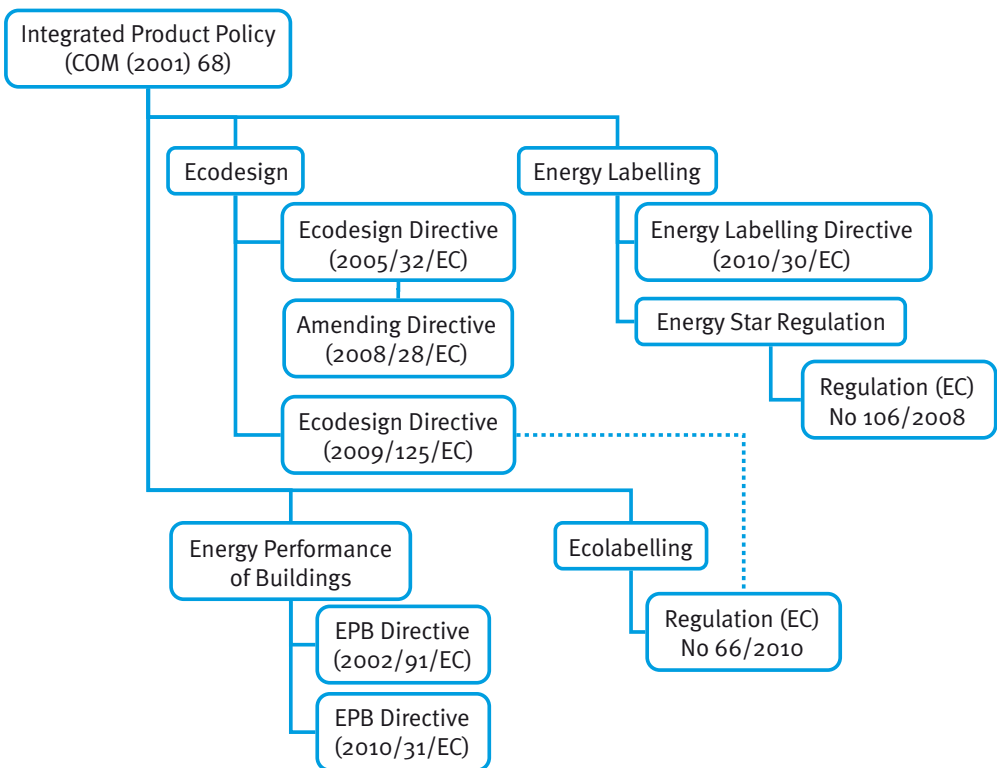 Integrated Product Policy
(COM (2001) 68)
Ecodesign
Energy Labelling
Ecodesign Directive
(2005/32/EC)
Energy Labelling Directive
(2010/30/EC)
Amending Directive
(2008/28/EC)
Energy Star Regulation
Regulation (EC)
No 106/2008
Ecodesign Directive
(2009/125/EC)
Energy Performance
of Buildings
Ecolabelling
EPB Directive
(2002/91/EC)
Regulation (EC)
No 66/2010
EPB Directive
(2010/31/EC)